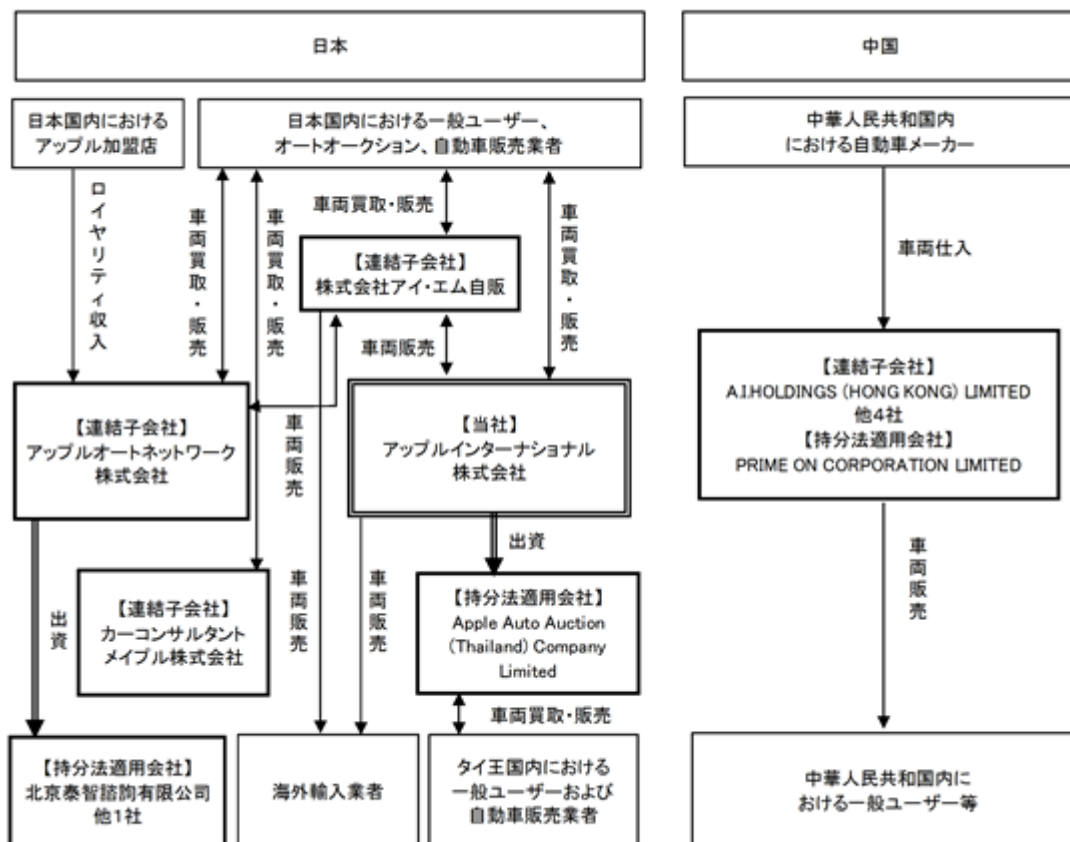 日本
中国
日本国内における
アップル加盟店
日本国内における一般ユーザー、
オートオークション、自動車販売業者
中華人民共和国内
における自動車メーカー
ロイヤリティ収入
車両買取・販売
車両買取・販売
車両買取・販売
車両買取・販売
車両仕入
【連結子会社】
株式会社アイ・エム自販
車両販売
【連結子会社】
アップルオートネットワーク
株式会社
車両販売
【当社】
アップルインターナショナル
株式会社
【連結子会社】
A.I.HOLDINGS (HONG KONG) LIMITED
他4社
【持分法適用会社】
PRIME ON CORPORATION LIMITED
出資
車両販売
出資
【連結子会社】
カーコンサルタント
メイプル株式会社
車両販売
車両販売
【持分法適用会社】
Apple Auto Auction
(Thailand) Company
Limited
車両買取・販売
【持分法適用会社】
北京泰智諮詢有限公司
他1社
海外輸入業者
タイ王国内における
一般ユーザーおよび
自動車販売業者
中華人民共和国内に
おける一般ユーザー等